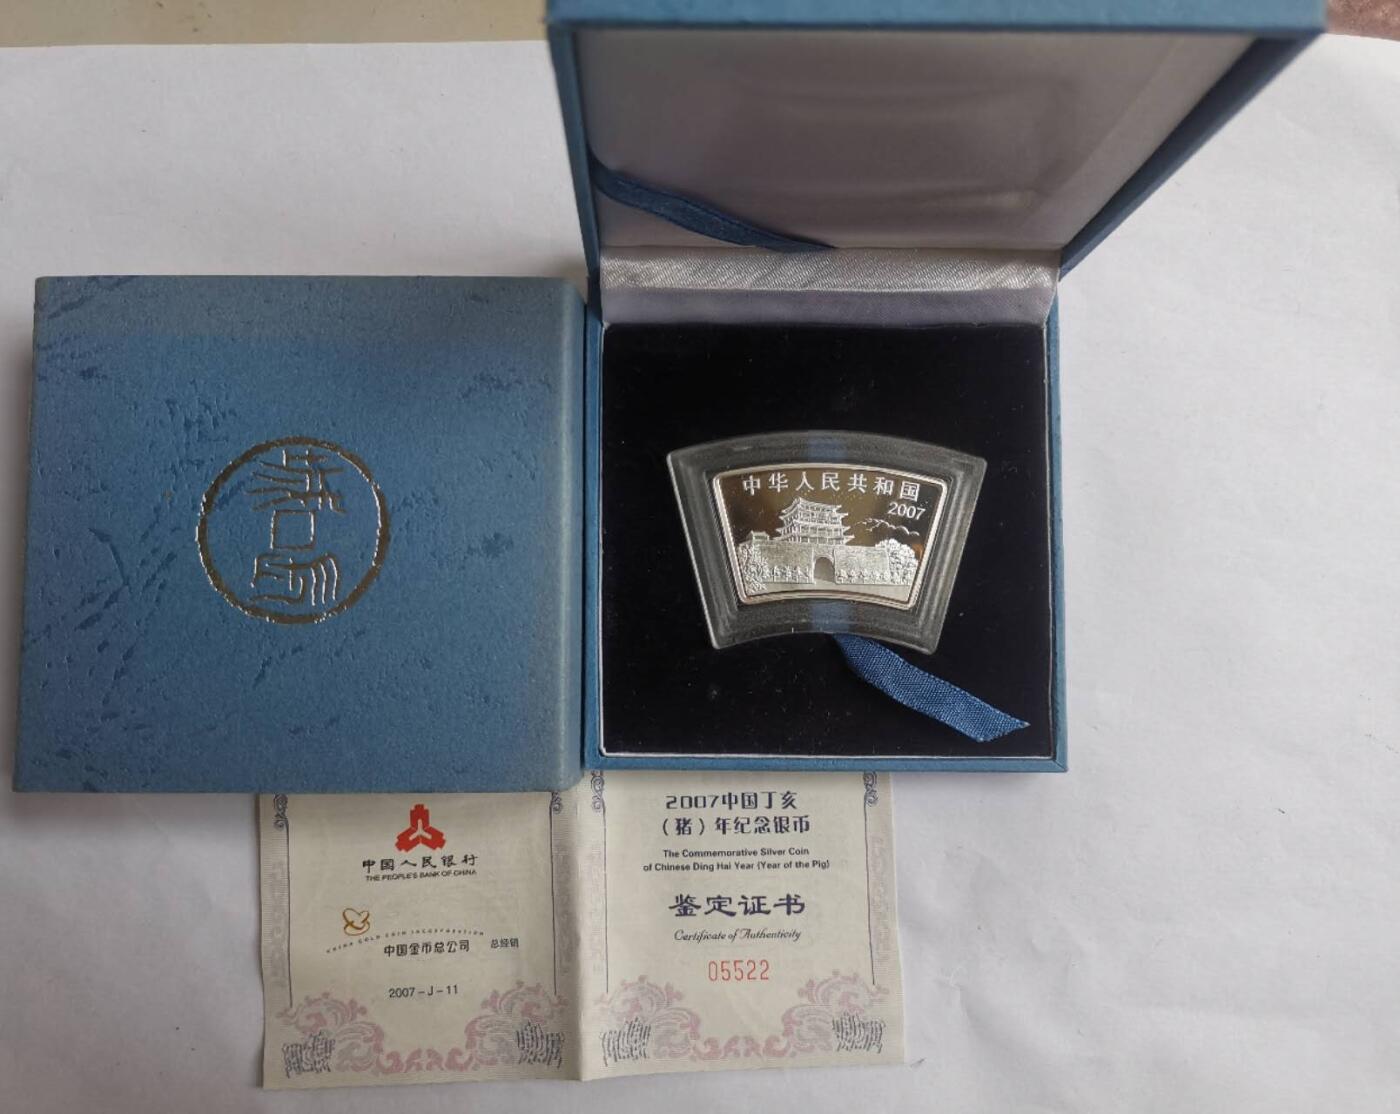 中华人民共和国
2007
中国人民银行
THE PEOPLE'S BANK OF CHINA
CHINA GOLD COIN INCORPORATION
中国金币总公司 总经销
2007-J-11
2007中国丁亥
（猪）年纪念银币
The Commemorative Silver Coin
of Chinese Ding Hai Year (Year of the Pig)
鉴定证书
Certificate of Authenticity
05522